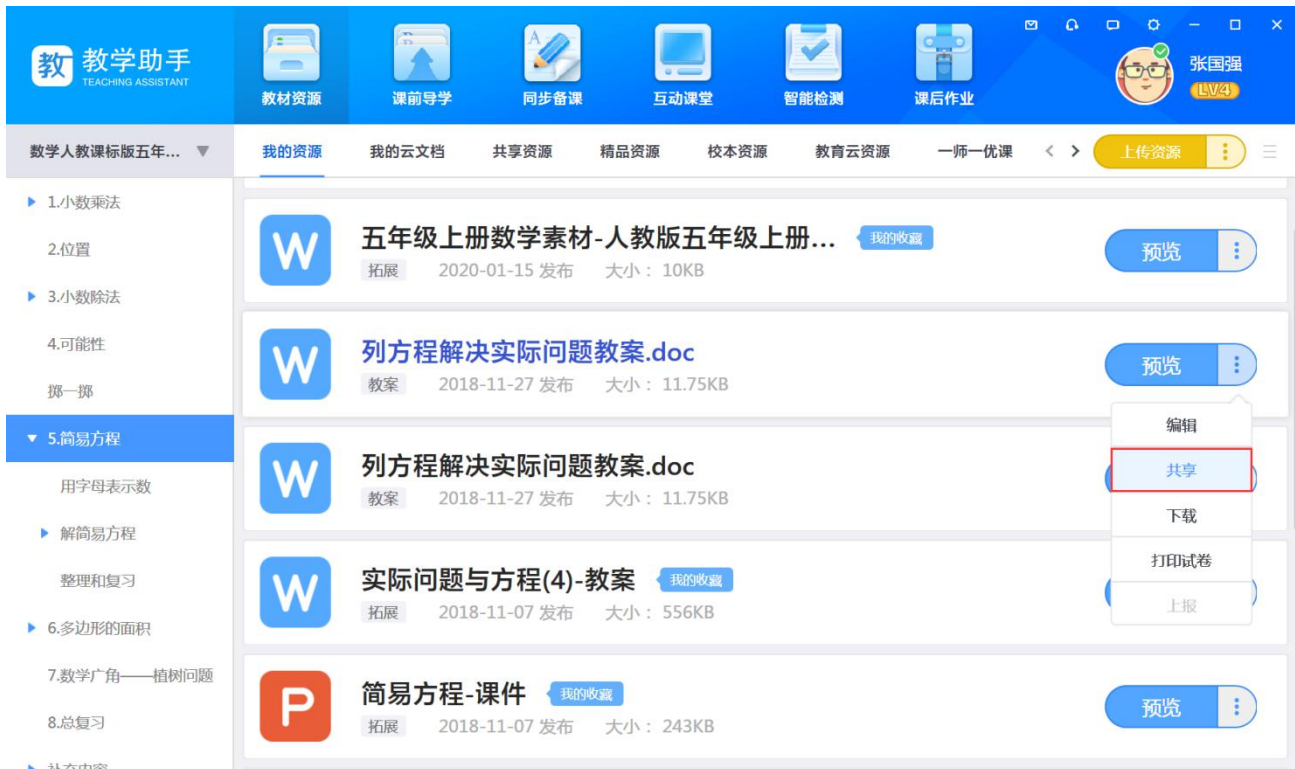 教 教学助手
TEACHING ASSISTANT
教材资源 课前导学 同步备课 互动课堂 智能检测 课后作业
张国强
LV4
数学人教课标版五年... 我的资源 我的云文档 共享资源 精品资源 校本资源 教育云资源 一师一优课 上传资源
1.小数乘法
2.位置
3.小数除法
4.可能性
掷一掷
5.简易方程
用字母表示数
解简易方程
整理和复习
6.多边形的面积
7.数学广角——植树问题
8.总复习
补充内容
W 五年级上册数学素材-人教版五年级上册... 我的收藏
拓展 2020-01-15 发布 大小： 10KB
预览
W 列方程解决实际问题教案.doc
教案 2018-11-27 发布 大小： 11.75KB
预览
编辑
共享
下载
打印试卷
上报
W 列方程解决实际问题教案.doc
教案 2018-11-27 发布 大小： 11.75KB
W 实际问题与方程(4)-教案 我的收藏
拓展 2018-11-07 发布 大小： 556KB
P 简易方程-课件 我的收藏
拓展 2018-11-07 发布 大小： 243KB
预览